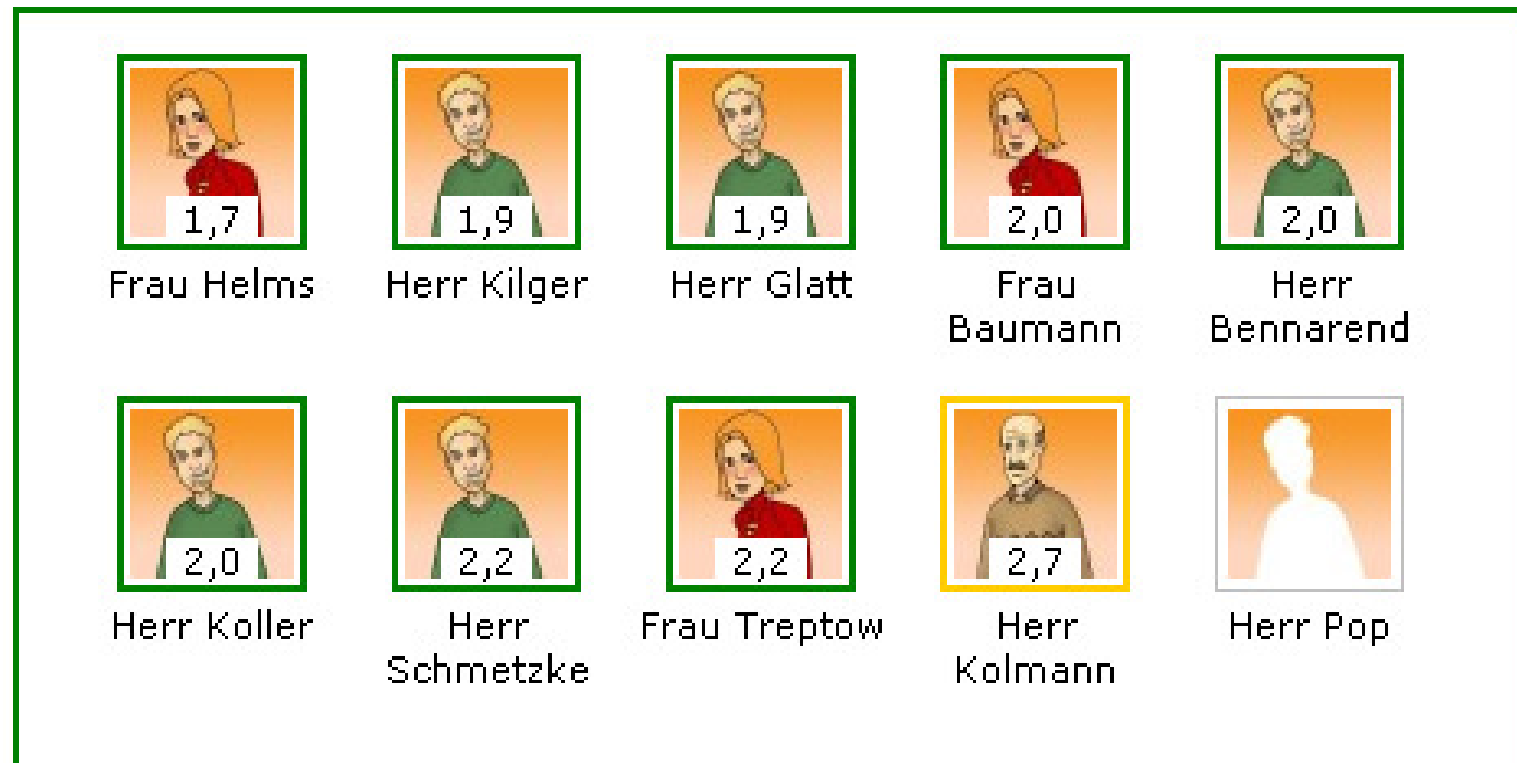 1,7
1,9
1,9
2,0
2,0
Frau Helms
Herr Kilger
Herr Glatt
Frau
Baumann
Herr
Bennarend
2,0
2,2
2,2
2,7
Herr Koller
Herr
Schmetzke
Frau Treptow
Herr
Kolmann
Herr Pop